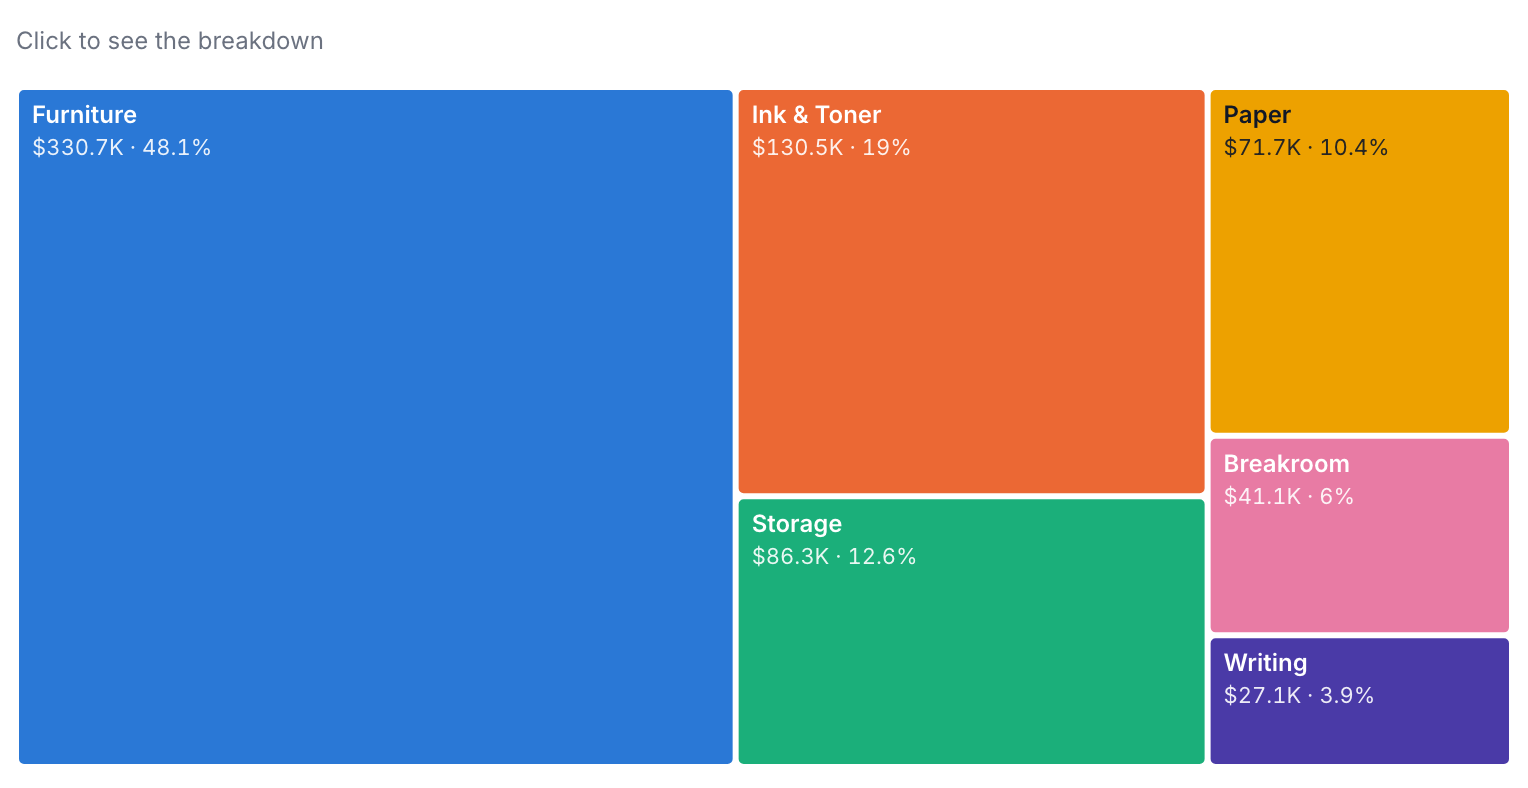 Click to see the breakdown
Furniture
$330.7K · 48.1%
Ink & Toner
$130.5K · 19%
Storage
$86.3K · 12.6%
Paper
$71.7K · 10.4%
Breakroom
$41.1K · 6%
Writing
$27.1K · 3.9%